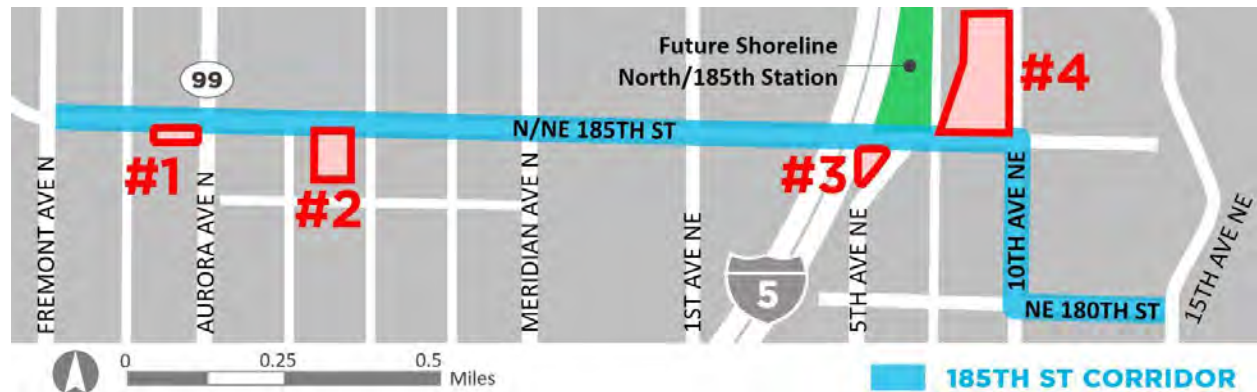 Future Shoreline
North/185th Station
99
#4
N/NE 185TH ST
#1
#2
#3
FREMONT AVE N
AURORA AVE N
MERIDIAN AVE N
1ST AVE NE
5TH AVE NE
10TH AVE NE
15TH AVE NE
5
NE 180TH ST
0
0.25
0.5
Miles
185TH ST CORRIDOR